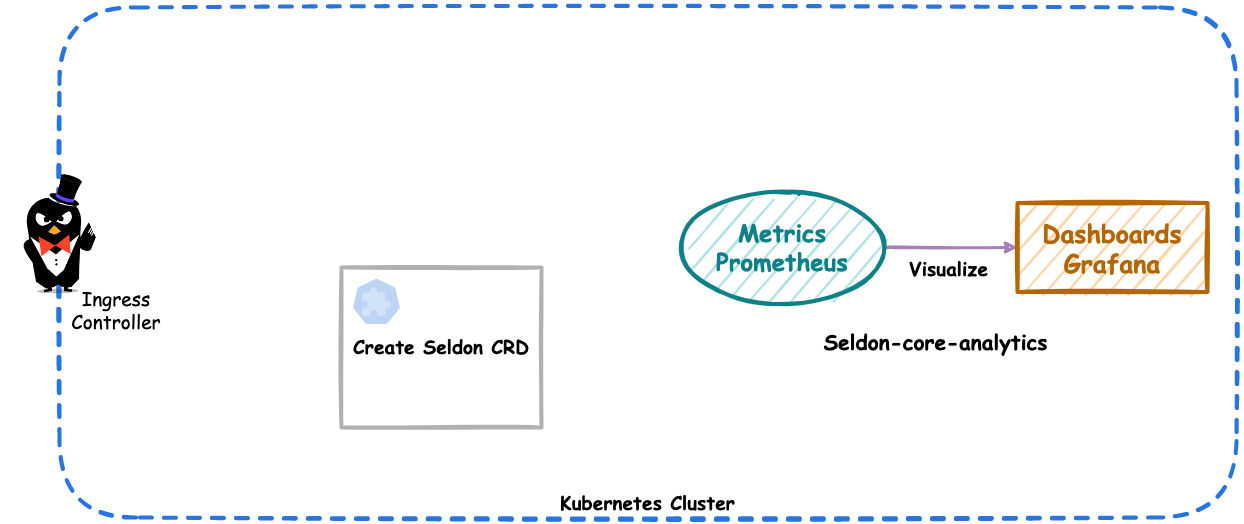 Metrics
Prometheus
Visualize
Dashboards
Grafana
Ingress
Controller
Create Seldon CRD
Seldon-core-analytics
Kubernetes Cluster